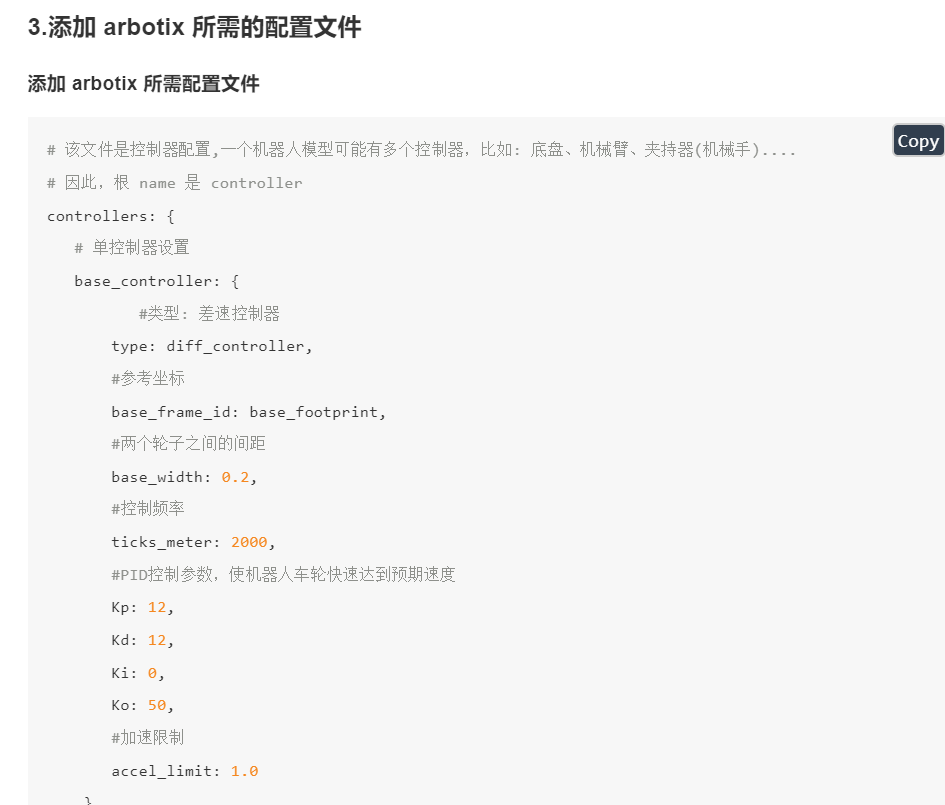 3.添加 arbotix 所需的配置文件
添加 arbotix 所需配置文件
Copy
# 该文件是控制器配置,一个机器人模型可能有多个控制器，比如: 底盘、机械臂、夹持器(机械手)....
# 因此，根 name 是 controller
controllers: {
# 单控制器设置
base_controller: {
#类型: 差速控制器
type: diff_controller,
#参考坐标
base_frame_id: base_footprint,
#两个轮子之间的间距
base_width: 0.2,
#控制频率
ticks_meter: 2000,
#PID控制参数，使机器人车轮快速达到预期速度
Kp: 12,
Kd: 12,
Ki: 0,
Ko: 50,
#加速限制
accel_limit: 1.0
}